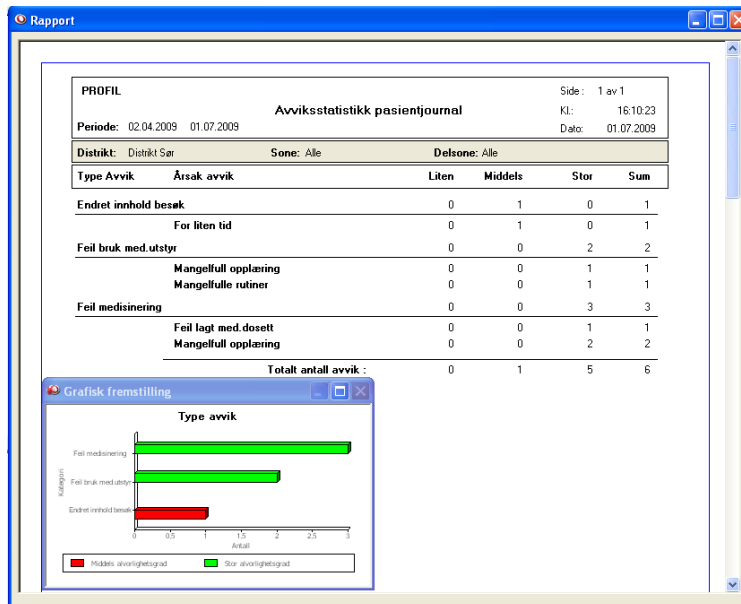 Rapport
PROFIL
Side : 1 av 1
Avviksstatistikk pasientjournal
Kl.: 16:10:23
Periode: 02.04.2009 01.07.2009
Dato: 01.07.2009
Distrikt: Distrikt Sør Sone: Alle Delsone: Alle
Type Avvik Årsak avvik Liten Middels Stor Sum
Endret innhold besøk 0 1 0 1
For liten tid 0 1 0 1
Feil bruk med.utstyr 0 0 2 2
Mangelfull opplæring 0 0 1 1
Mangelfulle rutiner 0 0 1 1
Feil medisinering 0 0 3 3
Feil lagt med.dosett 0 0 1 1
Mangelfull opplæring 0 0 2 2
Totalt antall avvik : 0 1 5 6
Grafisk fremstilling
Type avvik
Kategori
Feil medisinering
Feil bruk med.utstyr
Endret innhold besøk
0 0,5 1 1,5 2 2,5 3
Antall
Middels alvorlighetsgrad Stor alvorlighetsgrad